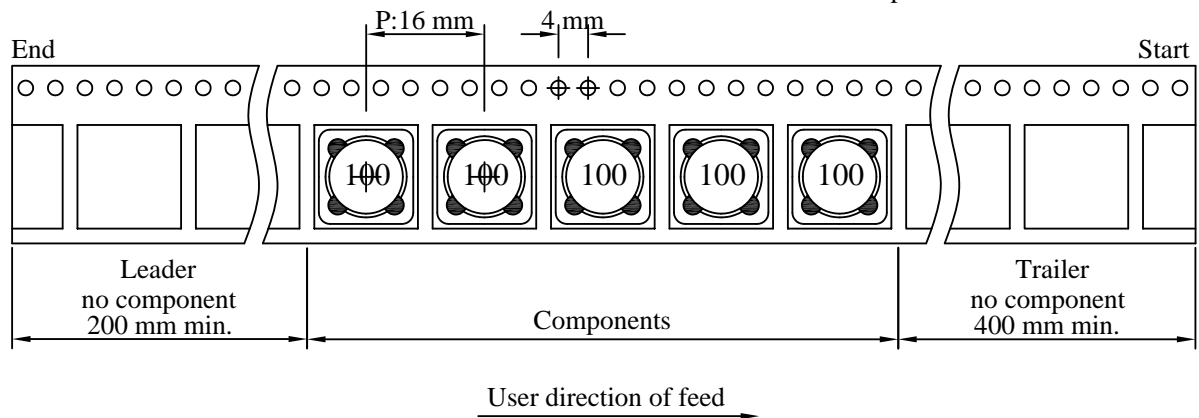 P:16 mm
4 mm
End
Start
100
100
100
100
100
Leader
no component
200 mm min.
Components
Trailer
no component
400 mm min.
User direction of feed